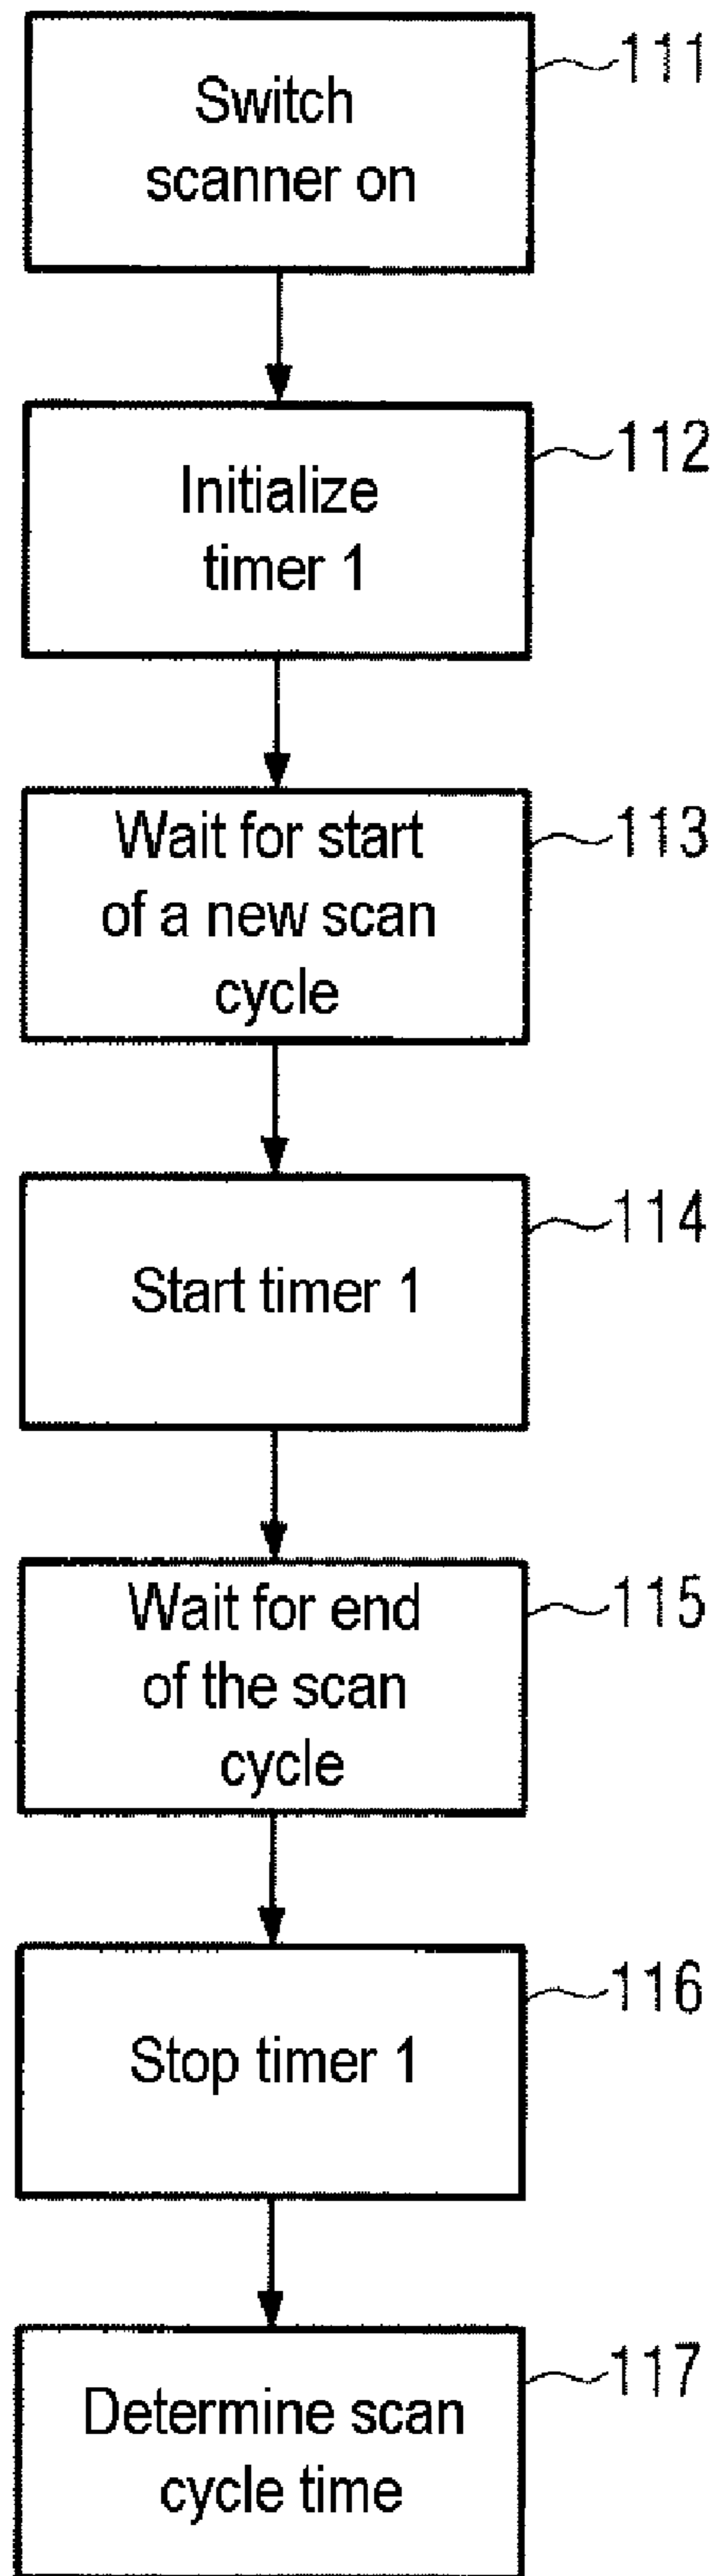 Switch
scanner on
111
Initialize
timer 1
112
Wait for start
of a new scan
cycle
113
Start timer 1
114
Wait for end
of the scan
cycle
115
Stop timer 1
116
Determine scan
cycle time
117